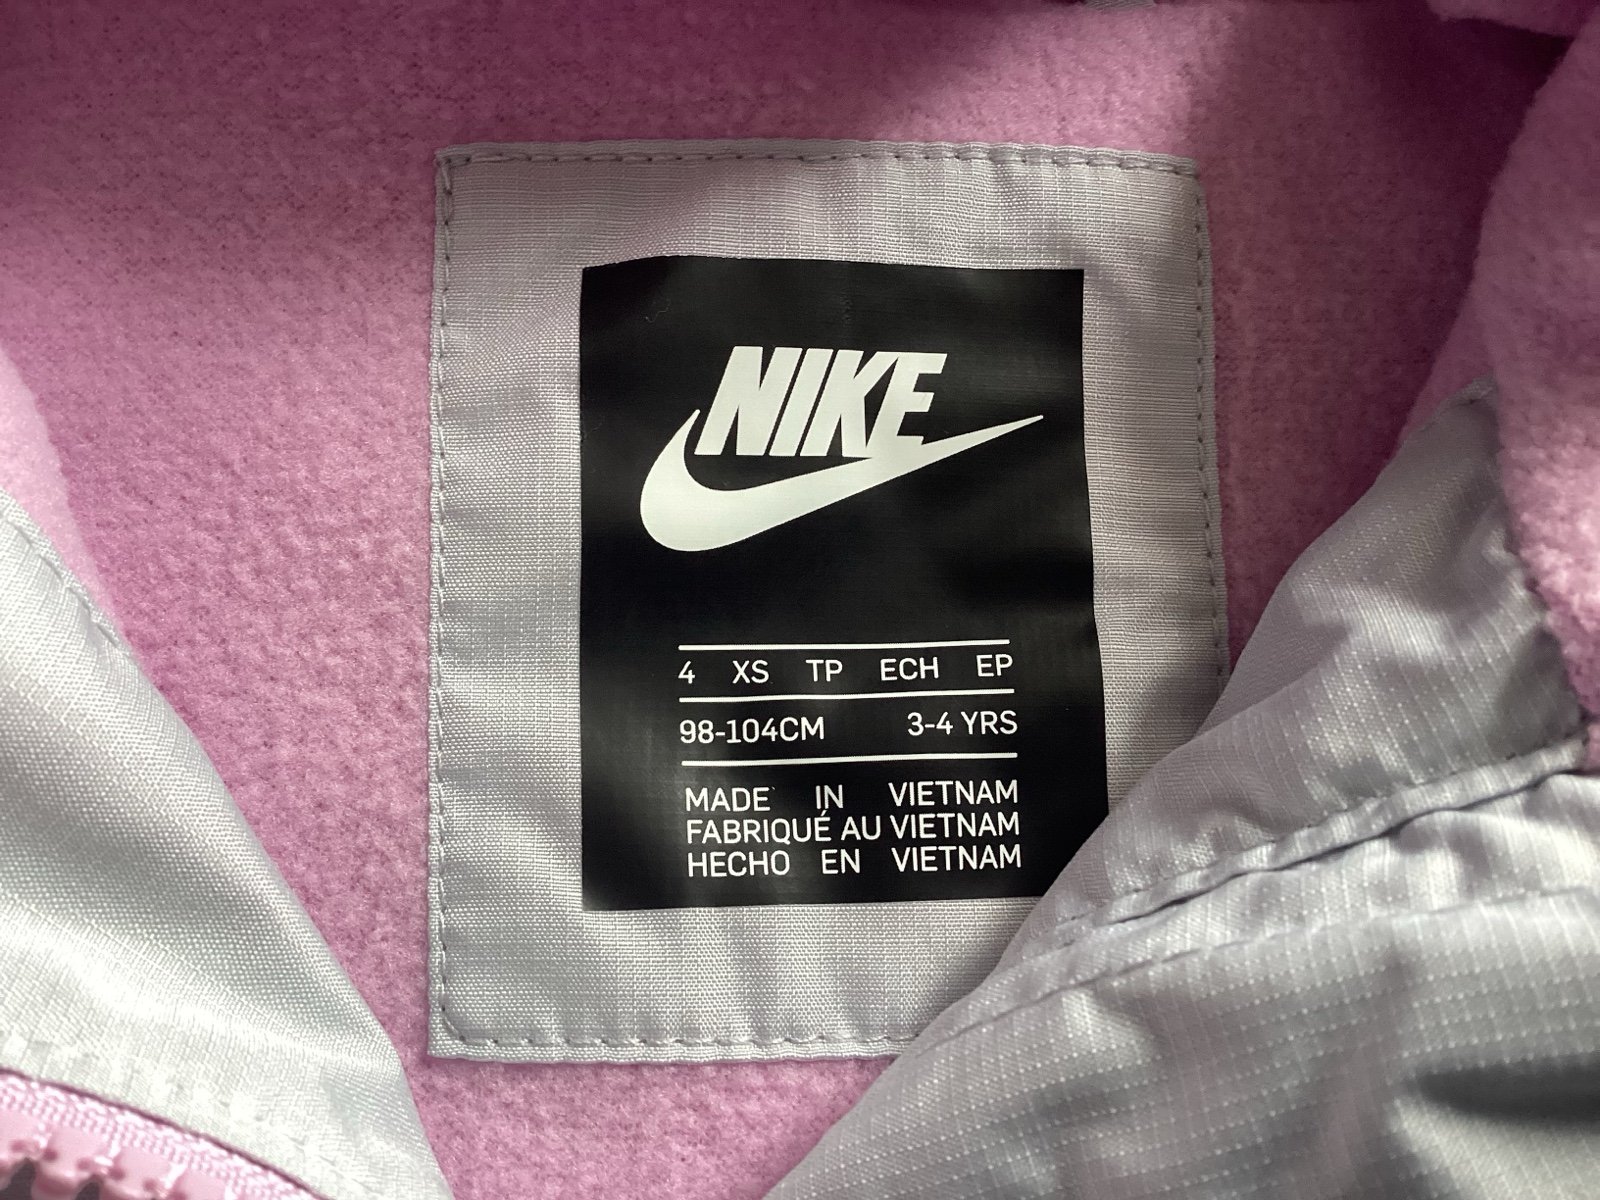 NIKE
4 XS TP ECH EP
98-104CM 3-4 YRS
MADE IN VIETNAM
FABRIQUÉ AU VIETNAM
HECHO EN VIETNAM